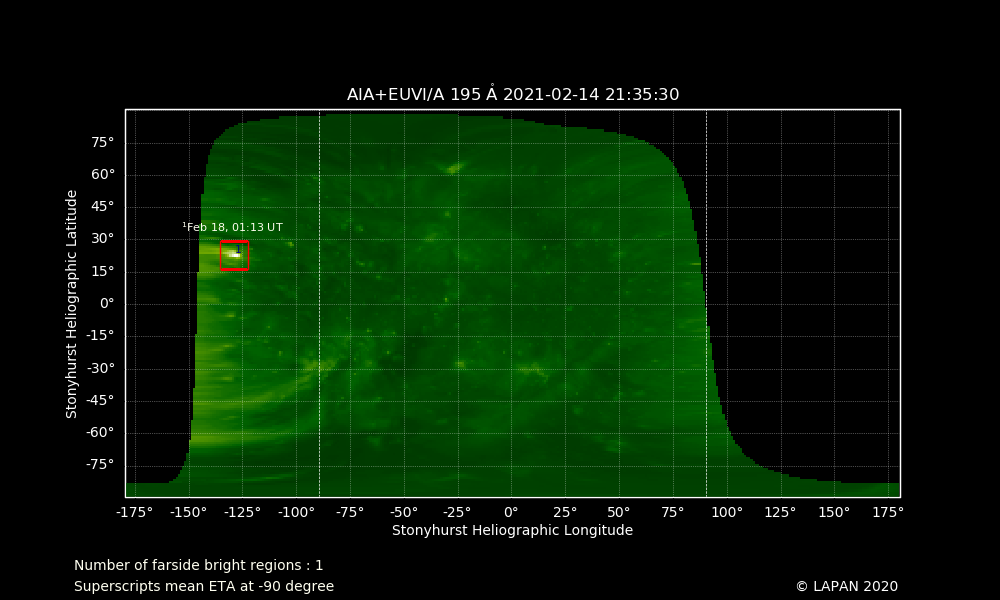 AIA+EUVI/A 195 Å 2021-02-14 21:35:30
Stonyhurst Heliographic Latitude
75°
60°
45°
30°
15°
0°
-15°
-30°
-45°
-60°
-75°
¹Feb 18, 01:13 UT
1
-175° -150° -125° -100° -75° -50° -25° 0° 25° 50° 75° 100° 125° 150° 175°
Stonyhurst Heliographic Longitude
Number of farside bright regions : 1
Superscripts mean ETA at -90 degree
© LAPAN 2020